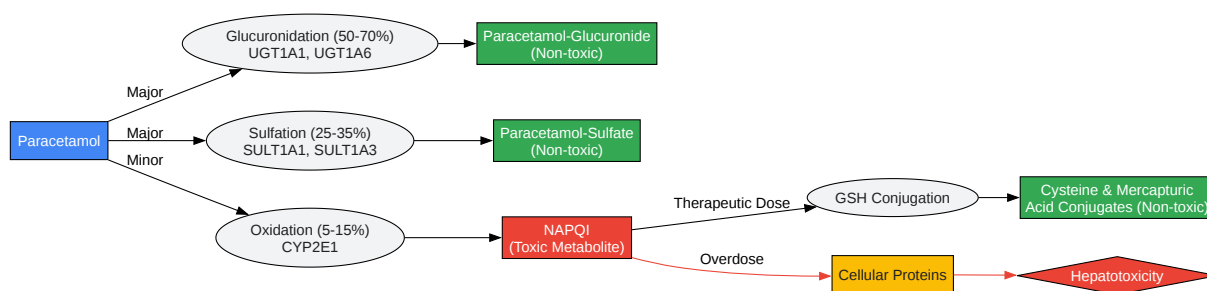 Glucuronidation (50-70%)
UGT1A1, UGT1A6
Paracetamol-Glucuronide
(Non-toxic)
Major
Paracetamol
Major
Sulfation (25-35%)
SULT1A1, SULT1A3
Paracetamol-Sulfate
(Non-toxic)
Minor
Oxidation (5-15%)
CYP2E1
NAPQI
(Toxic Metabolite)
Therapeutic Dose
GSH Conjugation
Cysteine & Mercapturic
Acid Conjugates (Non-toxic)
Overdose
Cellular Proteins
Hepatotoxicity